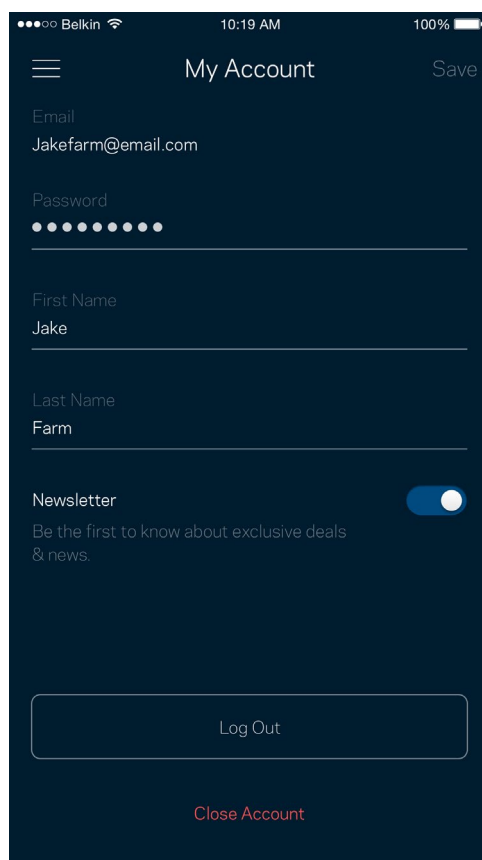 Belkin 10:19 AM 100%
My Account Save
Email
Jakefarm@email.com
Password
●●●●●●●●●
First Name
Jake
Last Name
Farm
Newsletter
Be the first to know about exclusive deals
& news.
Log Out
Close Account